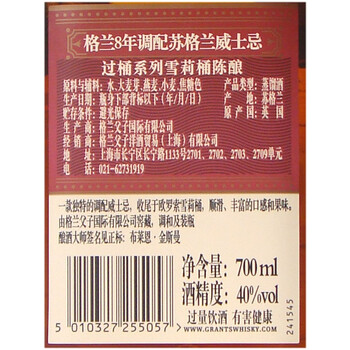 格兰8年调配苏格兰威士忌
过桶系列雪莉桶陈酿
原料与辅料：水、大麦芽、燕麦、小麦、焦糖色 产品类型：蒸馏酒
生产日期：瓶身下部背标以下（年/月/日） 产地：苏格兰
贮存条件：避光保存 原产国：英国
生产商：格兰父子国际有限公司
经销商：格兰父子洋酒贸易（上海）有限公司
地址：上海市长宁区长宁路1133号2701、2702、2703、2709单元
电话：021-62731919
一款独特的调配威士忌，收尾于欧罗索雪莉桶，顺滑、丰富的口感和果味。
由格兰父子国际有限公司窖藏，调和及装瓶
酿酒大师签名见正标：布莱恩·金斯曼
5 010327 255057 >
净含量：700ml
酒精度：40%vol
过量饮酒 有害健康
WWW.GRANTSWHISKY.COM
241545